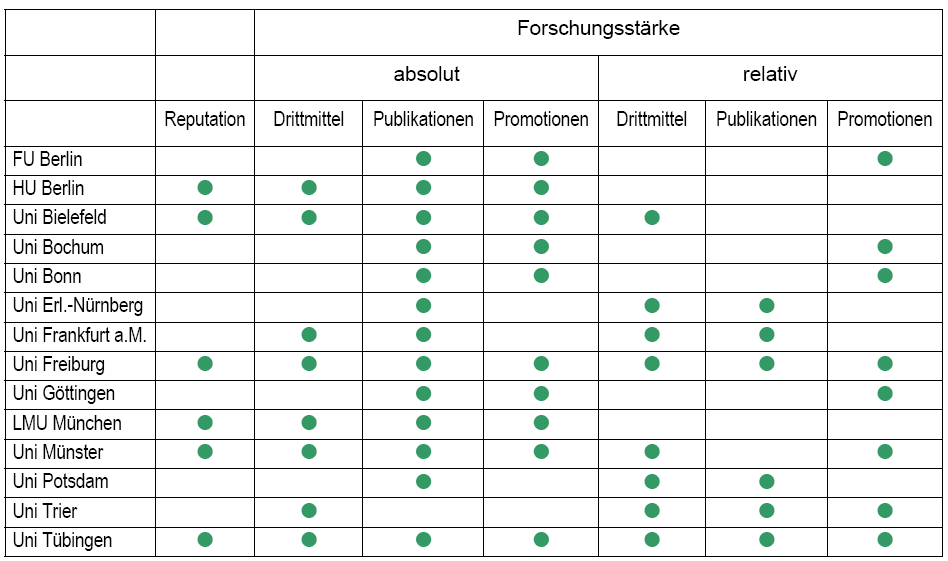 Forschungsstärke
absolut relativ
Reputation Drittmittel Publikationen Promotionen Drittmittel Publikationen Promotionen
FU Berlin
HU Berlin
Uni Bielefeld
Uni Bochum
Uni Bonn
Uni Erl.-Nürnberg
Uni Frankfurt a.M.
Uni Freiburg
Uni Göttingen
LMU München
Uni Münster
Uni Potsdam
Uni Trier
Uni Tübingen